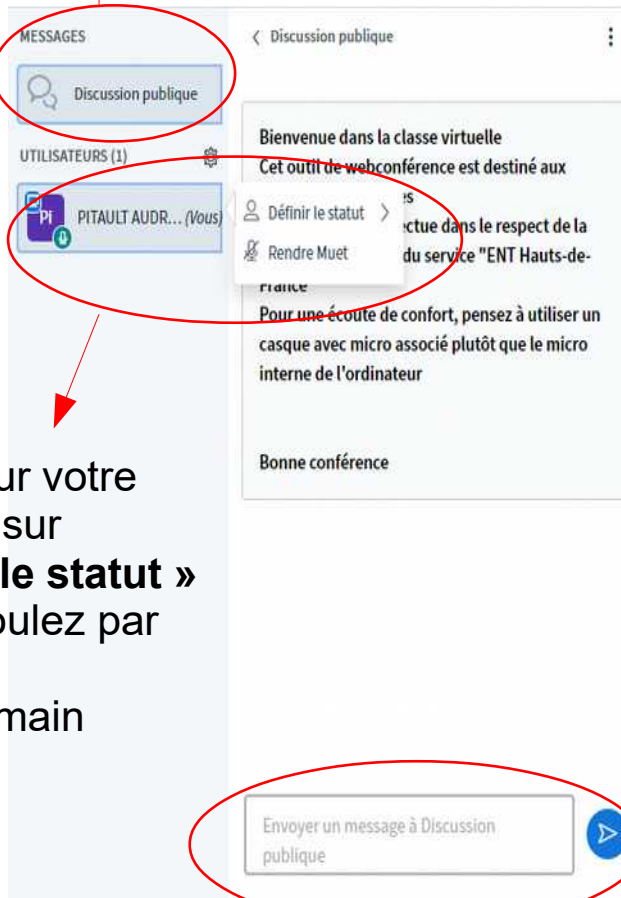 MESSAGES
Discussion publique
UTILISATEURS (1)
Pi
PITAULT AUDR... (Vous)
Discussion publique
Bienvenue dans la classe virtuelle
Cet outil de webconférence est destiné aux
Définir le statut
ectue dans le respect de la
Rendre Muet
du service "ENT Hauts-de-
France
Pour une écoute de confort, pensez à utiliser un
casque avec micro associé plutôt que le micro
interne de l'ordinateur
Bonne conférence
ur votre
sur
le statut »
oulez par
main
Envoyer un message à Discussion
publique